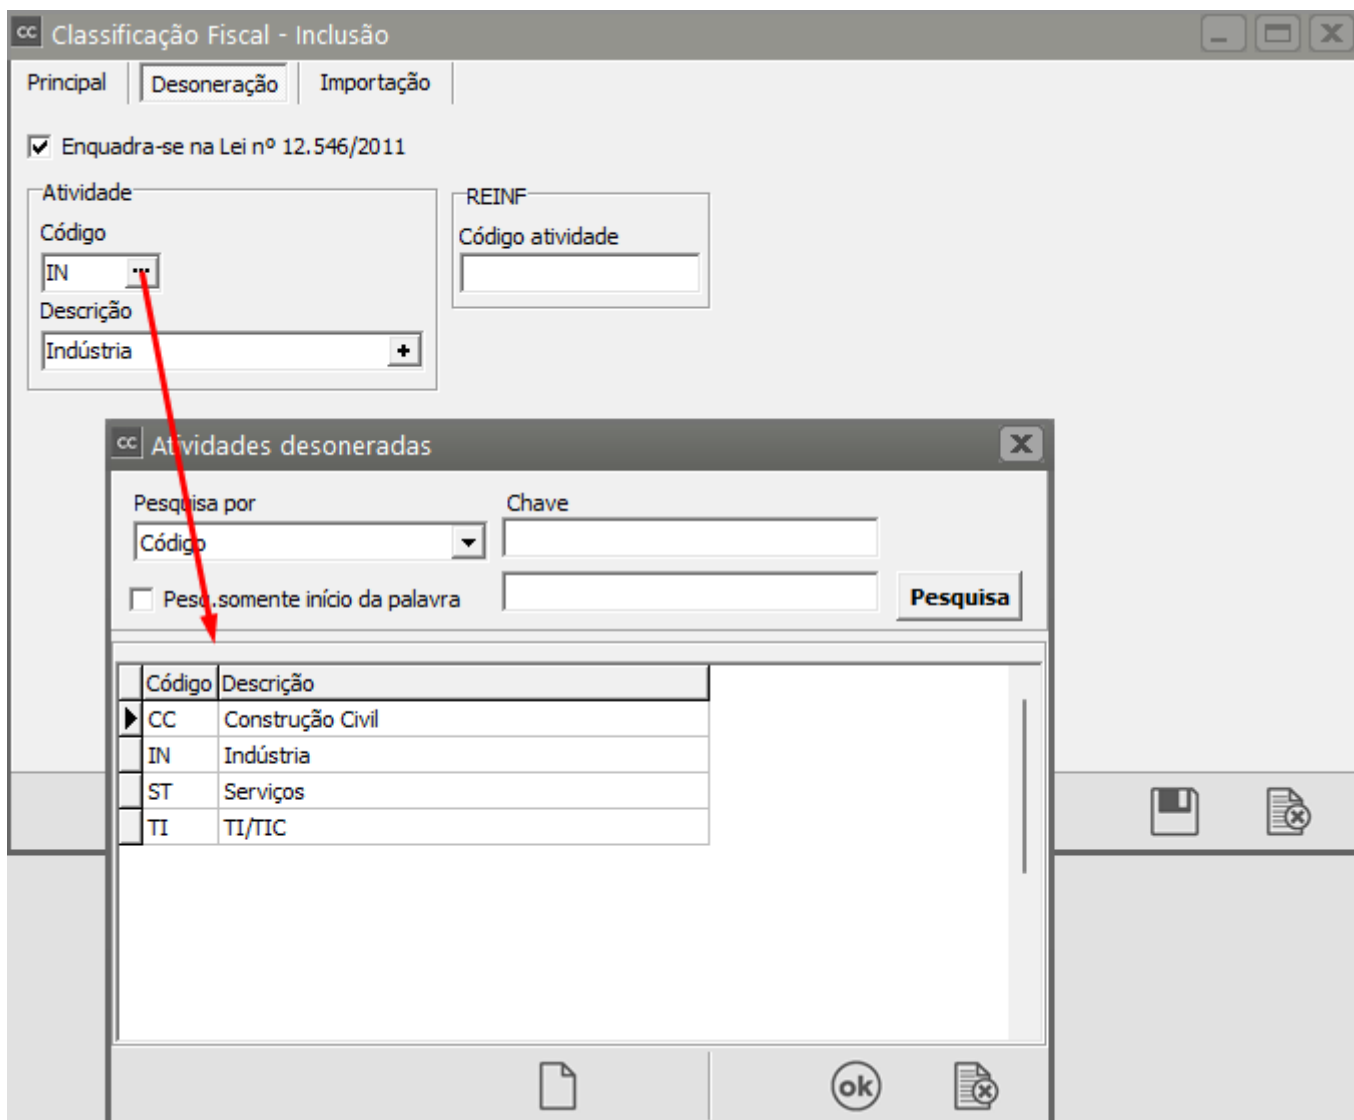 cc Classificação Fiscal - Inclusão
Principal Desoneração Importação
Enquadra-se na Lei nº 12.546/2011
Atividade
Código
IN ...
Descrição
Indústria +
REINF
Código atividade
cc Atividades desoneradas
Pesquisa por
Código
Chave
Pesq.somente início da palavra
Pesquisa
Código Descrição
CC Construção Civil
IN Indústria
ST Serviços
TI TI/TIC
ok